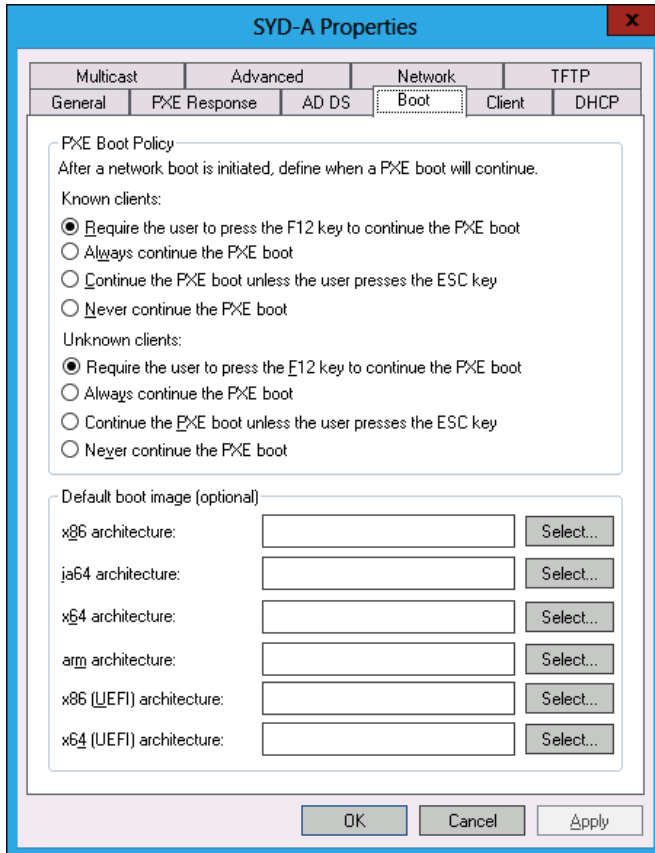 SYD-A Properties
x
Multicast
Advanced
Network
TFTP
General
PXE Response
AD DS
Boot
Client
DHCP
PXE Boot Policy
After a network boot is initiated, define when a PXE boot will continue.
Known clients:
Require the user to press the F12 key to continue the PXE boot
Always continue the PXE boot
Continue the PXE boot unless the user presses the ESC key
Never continue the PXE boot
Unknown clients:
Require the user to press the F12 key to continue the PXE boot
Always continue the PXE boot
Continue the PXE boot unless the user presses the ESC key
Never continue the PXE boot
Default boot image (optional)
x86 architecture:
Select...
ia64 architecture:
Select...
x64 architecture:
Select...
arm architecture:
Select...
x86 (UEFI) architecture:
Select...
x64 (UEFI) architecture:
Select...
OK
Cancel
Apply